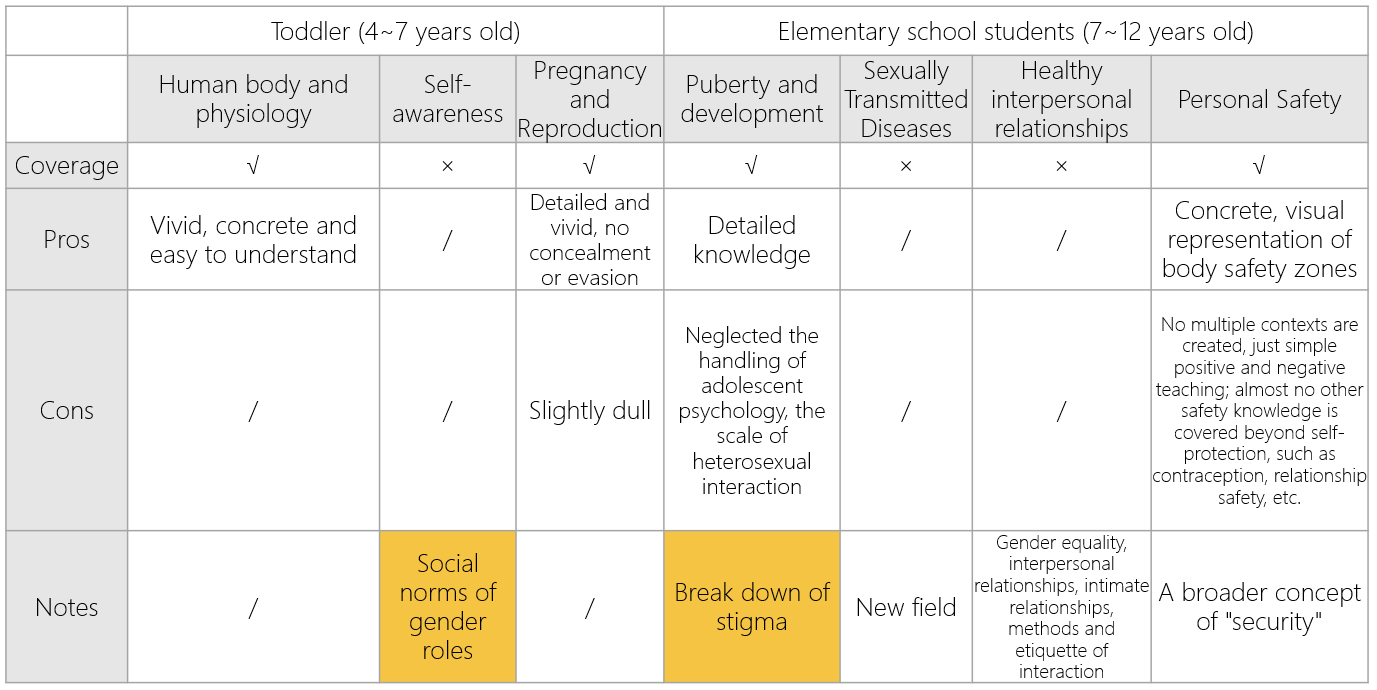 Toddler (4~7 years old)
Elementary school students (7~12 years old)
Human body and
physiology
Self-
awareness
Pregnancy
and
Reproduction
Puberty and
development
Sexually
Transmitted
Diseases
Healthy
interpersonal
relationships
Personal Safety
Coverage
√
×
√
√
×
×
√
Pros
Vivid, concrete and
easy to understand
/
Detailed and
vivid, no
concealment
or evasion
Detailed
knowledge
/
/
Concrete, visual
representation of
body safety zones
Cons
/
/
Slightly dull
Neglected the
handling of
adolescent
psychology, the
scale of
heterosexual
interaction
/
/
No multiple contexts are
created, just simple
positive and negative
teaching; almost no other
safety knowledge is
covered beyond self-
protection, such as
contraception, relationship
safety, etc.
Notes
/
Social
norms of
gender
roles
/
Break down of
stigma
New field
Gender equality,
interpersonal
relationships, intimate
relationships,
methods and
etiquette of
interaction
A broader concept
of "security"